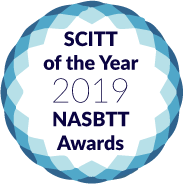 SCITT
of the Year
2019
NASBTT
Awards